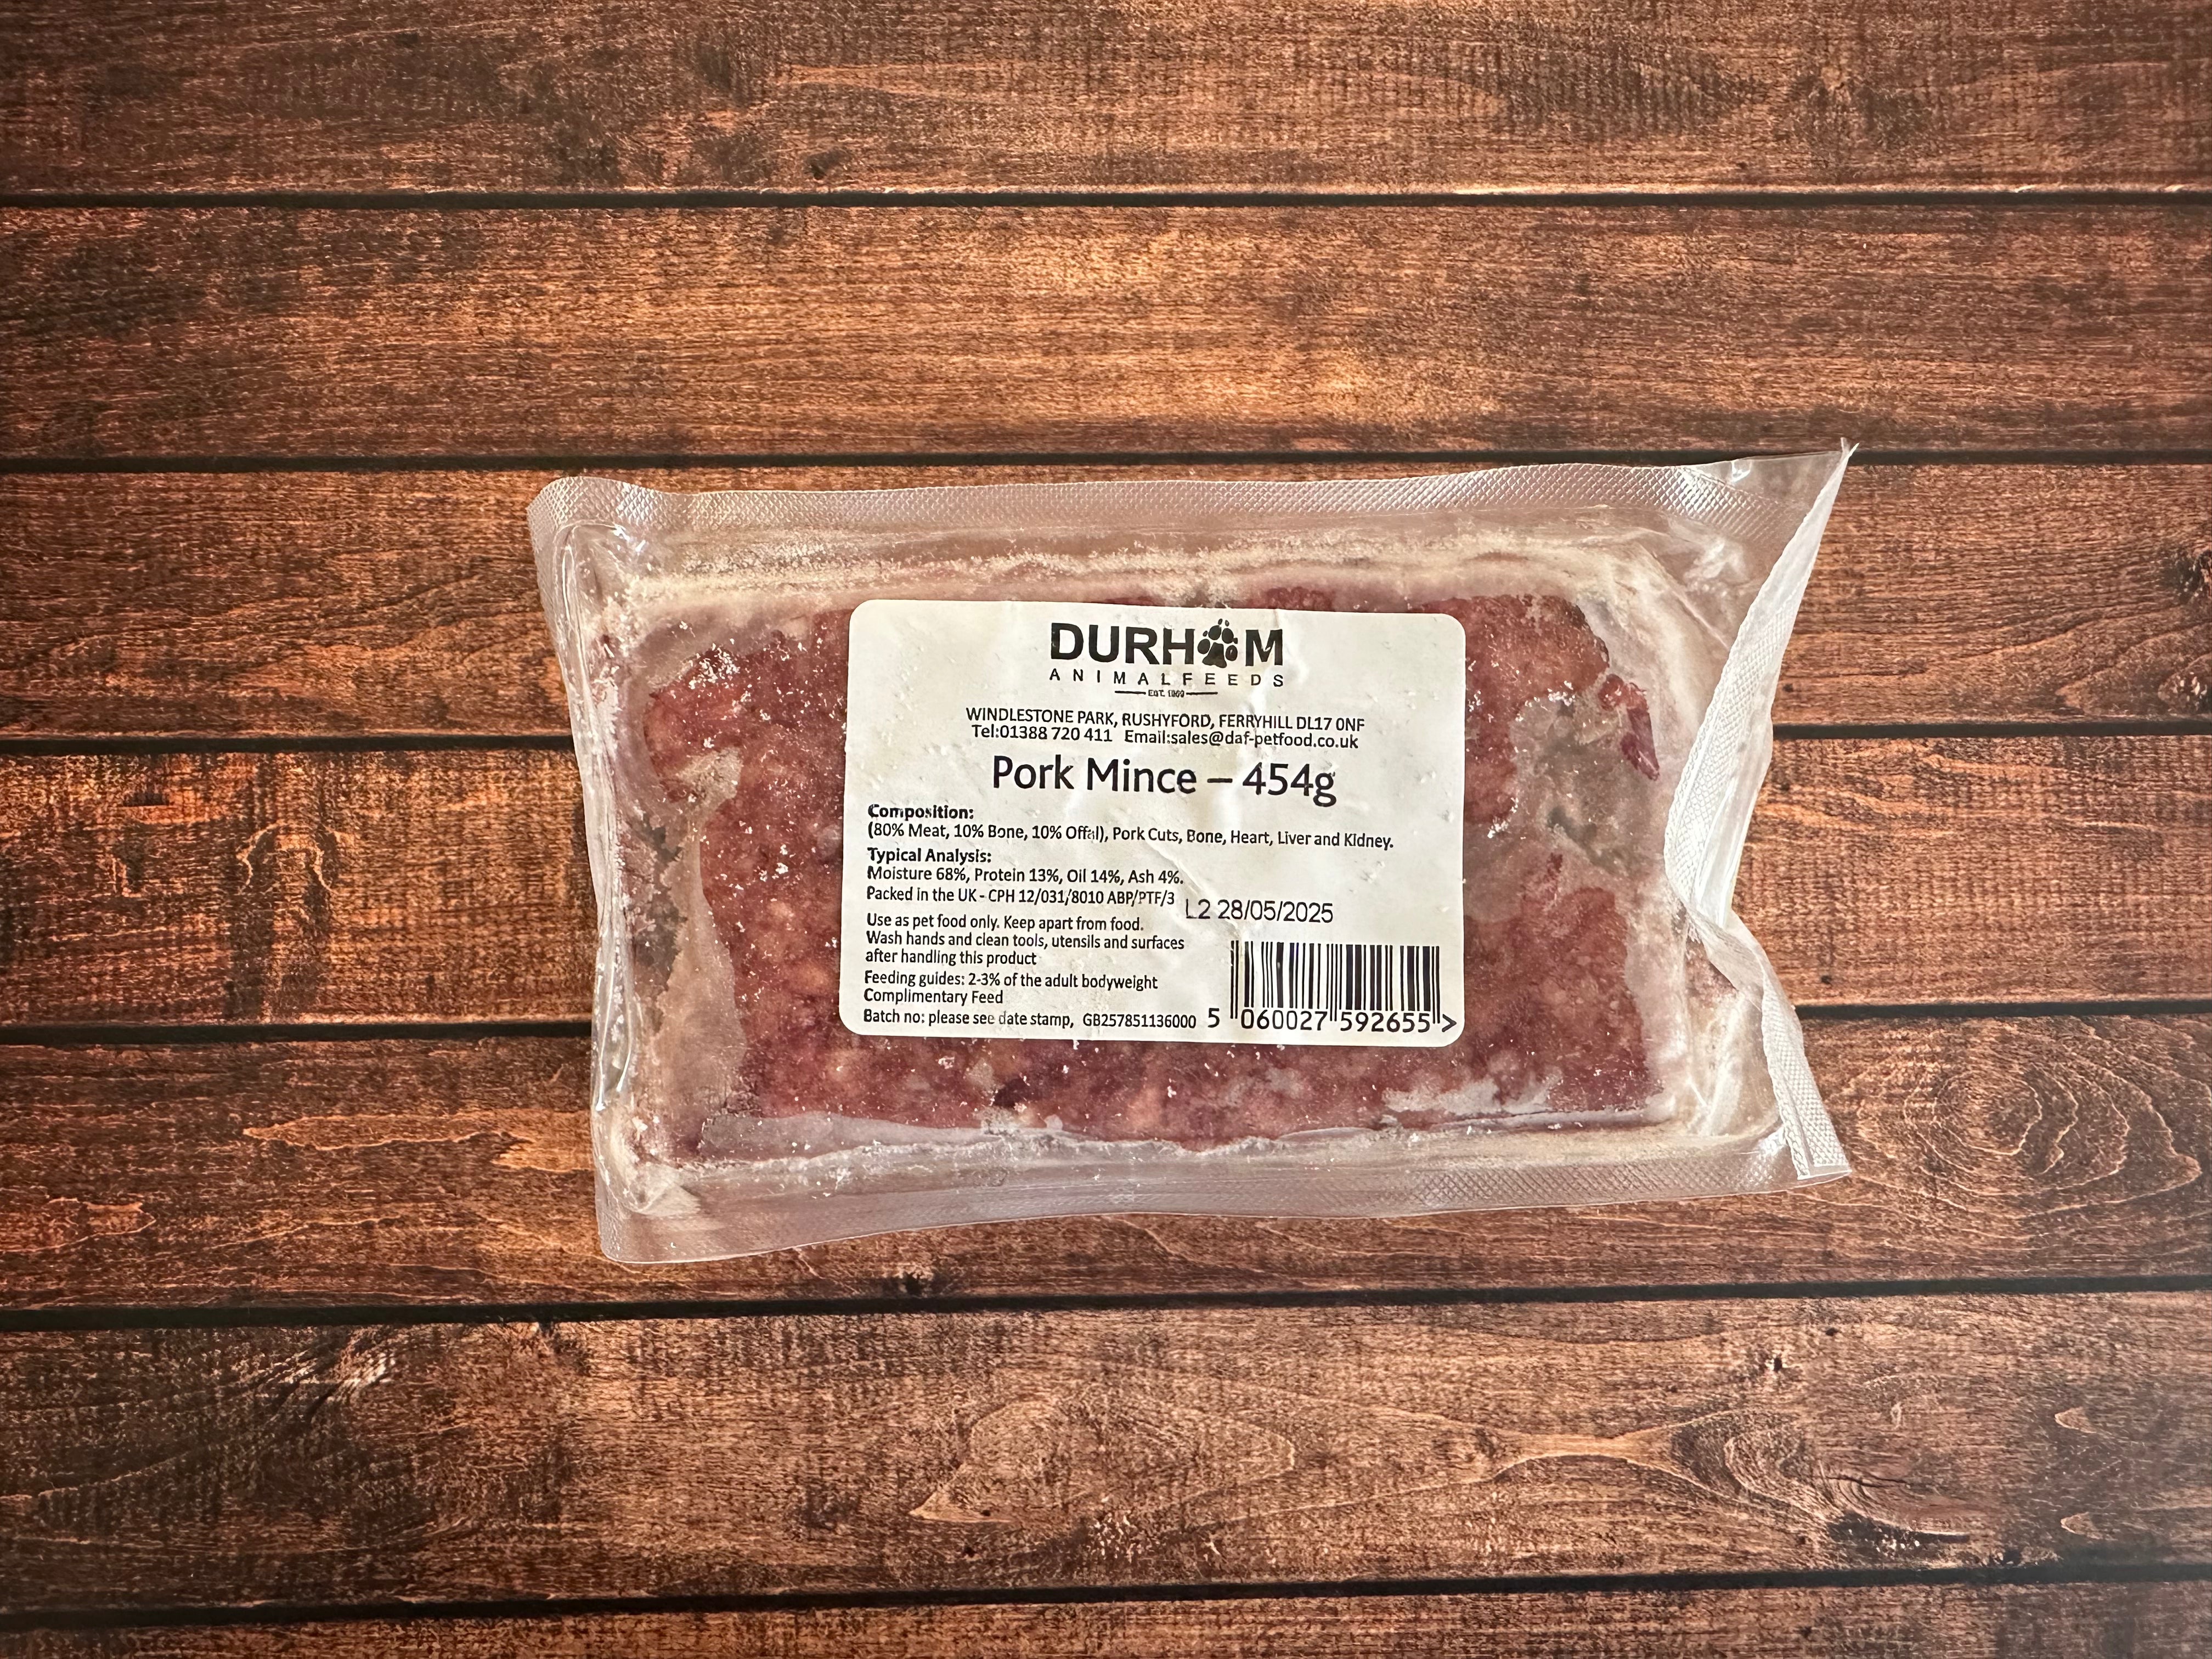 DURHAM
ANIMAL FEEDS
EST. 1969
WINDLESTONE PARK, RUSHYFORD, FERRYHILL DL17 0NF
Tel:01388 720 411 Email:sales@daf-petfood.co.uk
Pork Mince – 454g
Composition:
(80% Meat, 10% Bone, 10% Offal), Pork Cuts, Bone, Heart, Liver and Kidney.
Typical Analysis:
Moisture 68%, Protein 13%, Oil 14%, Ash 4%.
Packed in the UK - CPH 12/031/8010 ABP/PTF/3
L2 28/05/2025
Use as pet food only. Keep apart from food.
Wash hands and clean tools, utensils and surfaces
after handling this product
Feeding guides: 2-3% of the adult bodyweight
Complimentary Feed
Batch no: please see date stamp, GB257851136000
5 060027 592655 >